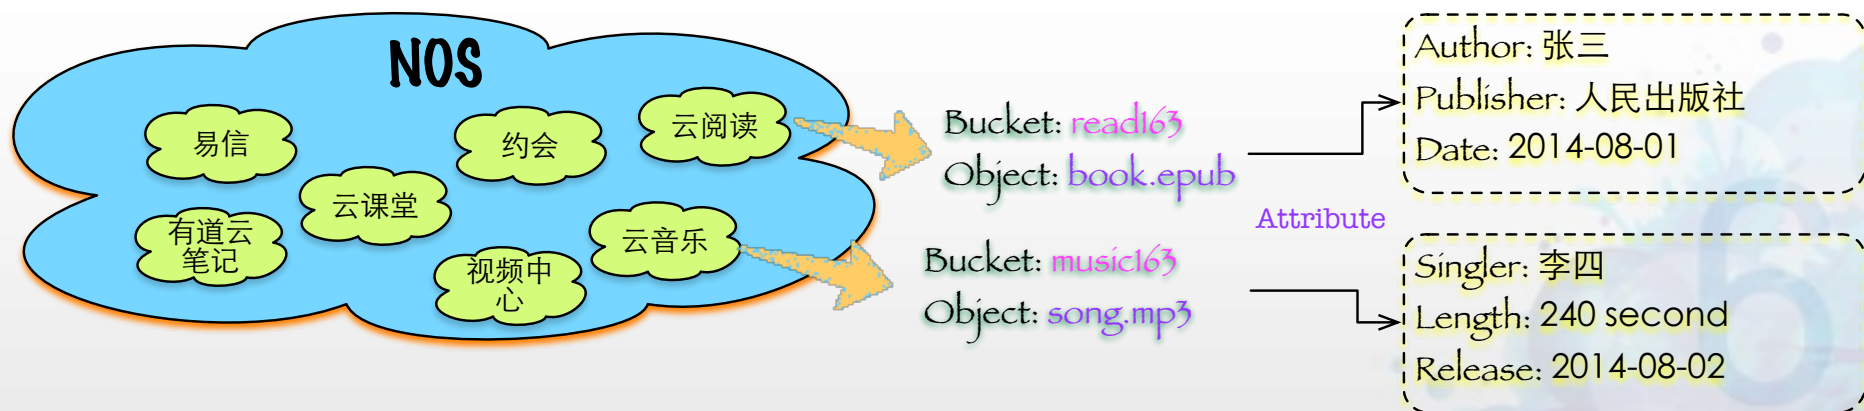 NOS
易信
约会
云阅读
云课堂
有道云
笔记
视频中
心
云音乐
Bucket: read163
Object: book.epub
Attribute
Bucket: music163
Object: song.mp3
Author: 张三
Publisher: 人民出版社
Date: 2014-08-01
Singler: 李四
Length: 240 second
Release: 2014-08-02